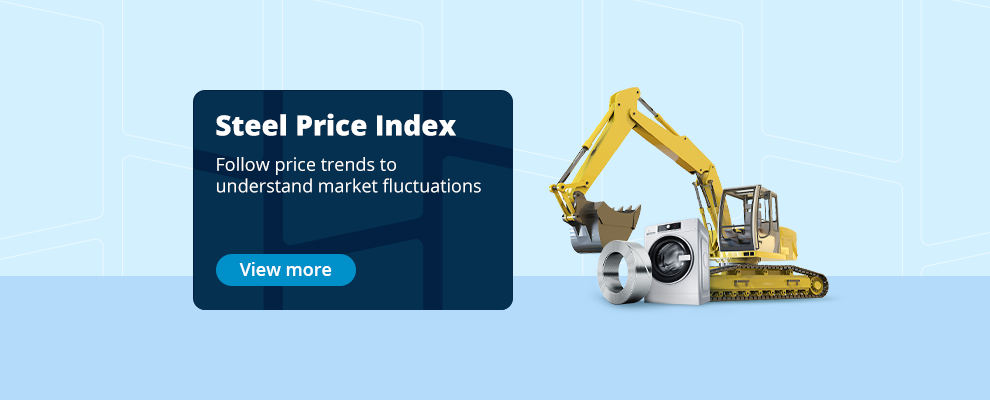 Steel Price Index
Follow price trends to
understand market fluctuations
View more